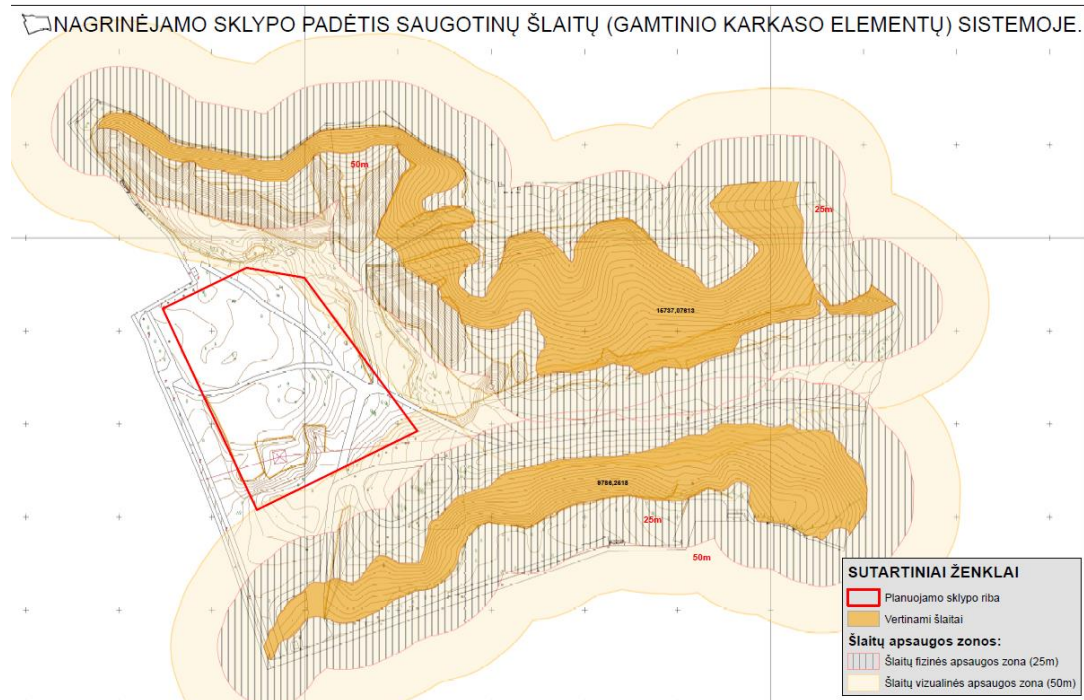 NAGRINĖJAMO SKLYPO PADĖTIS SAUGOTINŲ ŠLAITŲ (GAMTINIO KARKASO ELEMENTŲ) SISTEMOJE.
50m
25m
15737,07613
9786,2618
25m
50m
SUTARTINIAI ŽENKLAI
Planuojamo sklypo riba
Vertinami šlaitai
Šlaitų apsaugos zonos:
Šlaitų fizinės apsaugos zona (25m)
Šlaitų vizualinės apsaugos zona (50m)